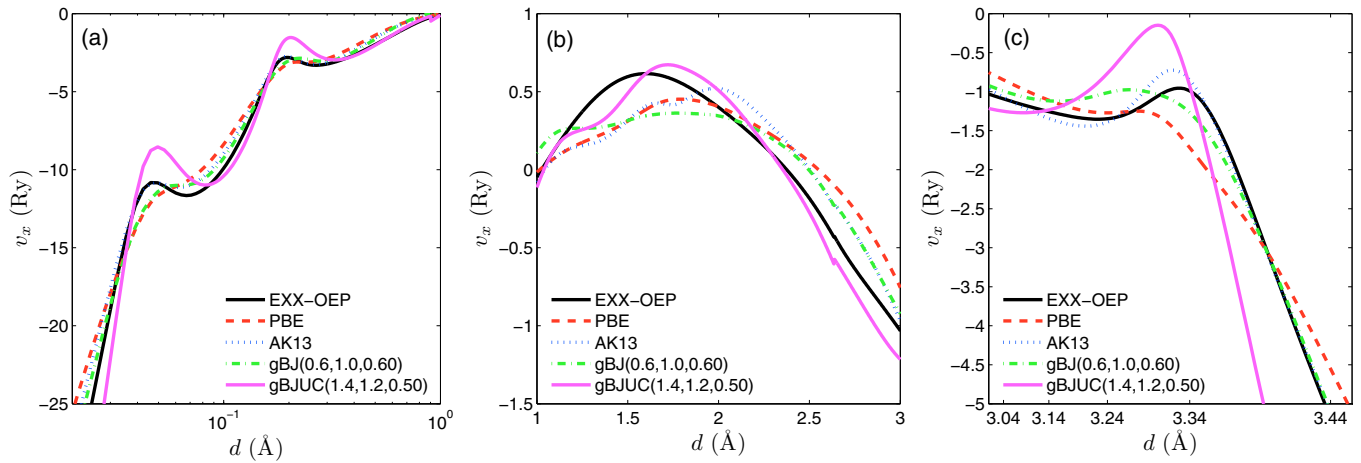 (a)
0
−5
−10
−15
−20
−25
v_x (Ry)
10^{−1}
10^0
d (Å)
EXX−OEP
PBE
AK13
gBJ(0.6,1.0,0.60)
gBJUC(1.4,1.2,0.50)
(b)
1
0.5
0
−0.5
−1
−1.5
v_x (Ry)
1
1.5
2
2.5
3
d (Å)
EXX−OEP
PBE
AK13
gBJ(0.6,1.0,0.60)
gBJUC(1.4,1.2,0.50)
(c)
0
−0.5
−1
−1.5
−2
−2.5
−3
−3.5
−4
−4.5
−5
v_x (Ry)
3.04
3.14
3.24
3.34
3.44
d (Å)
EXX−OEP
PBE
AK13
gBJ(0.6,1.0,0.60)
gBJUC(1.4,1.2,0.50)